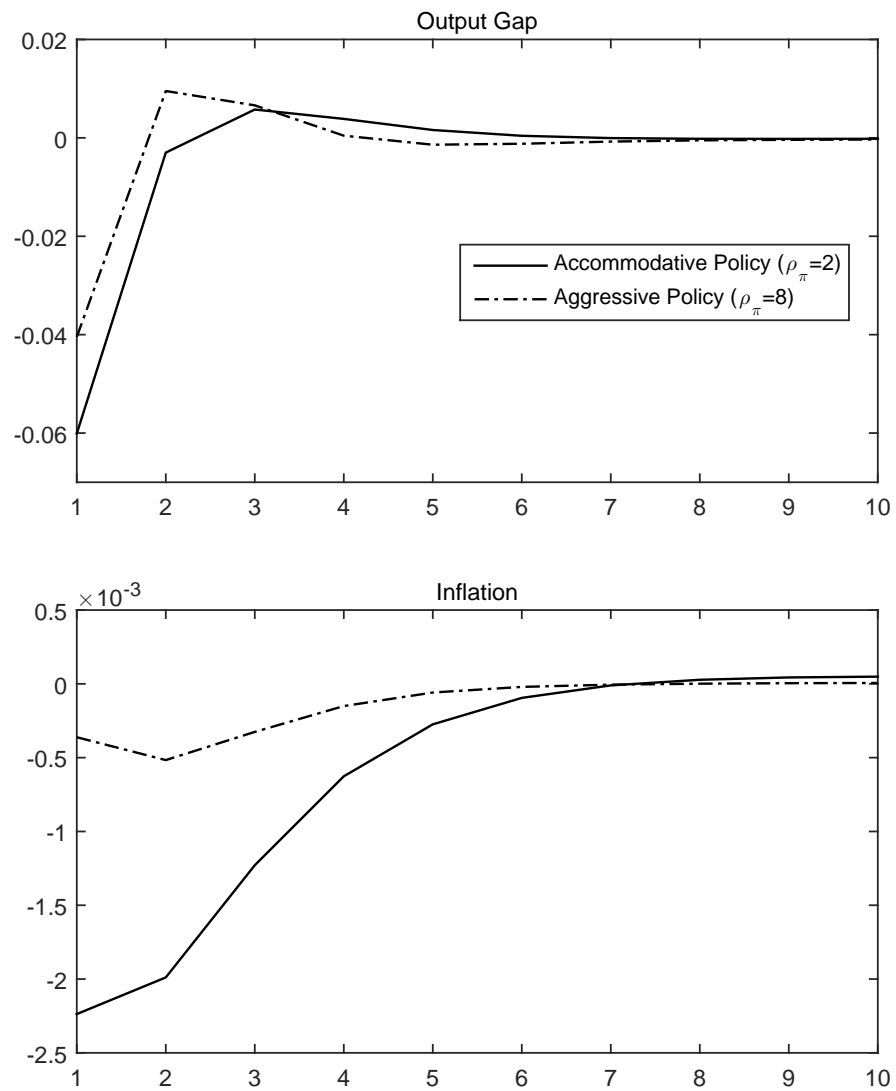 Output Gap
0.02
0
-0.02
-0.04
-0.06
Accommodative Policy (ρπ=2)
Aggressive Policy (ρπ=8)
1 2 3 4 5 6 7 8 9 10
Inflation
×10-3
0.5
0
-0.5
-1
-1.5
-2
-2.5
1 2 3 4 5 6 7 8 9 10